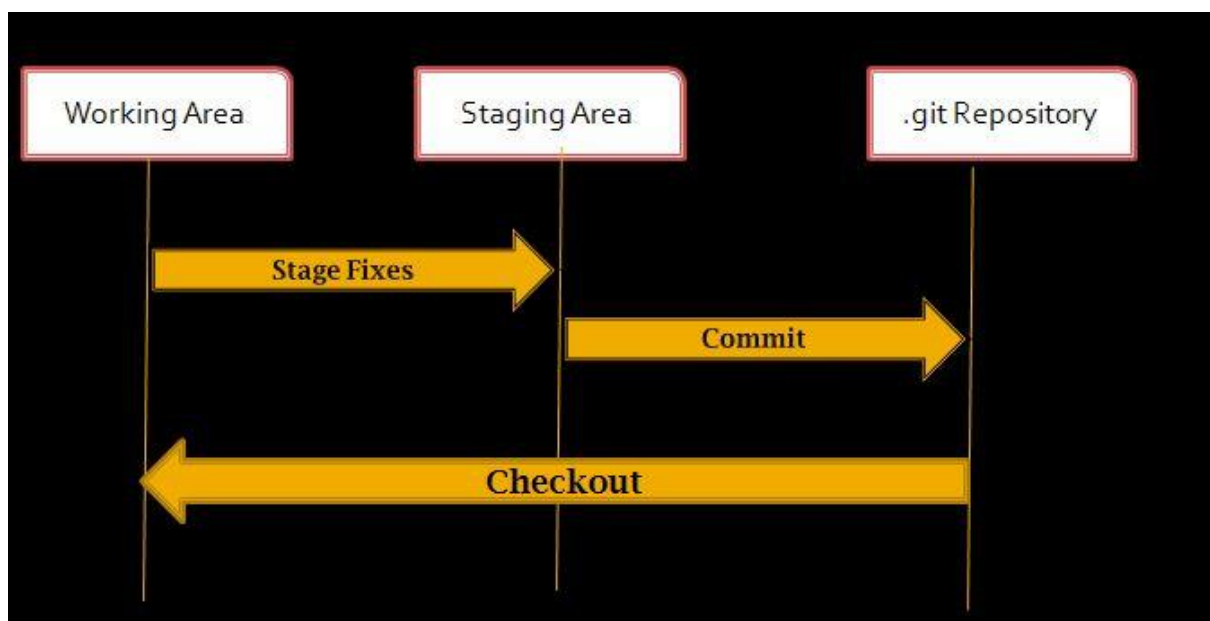 Working Area
Staging Area
.git Repository
Stage Fixes
Commit
Checkout